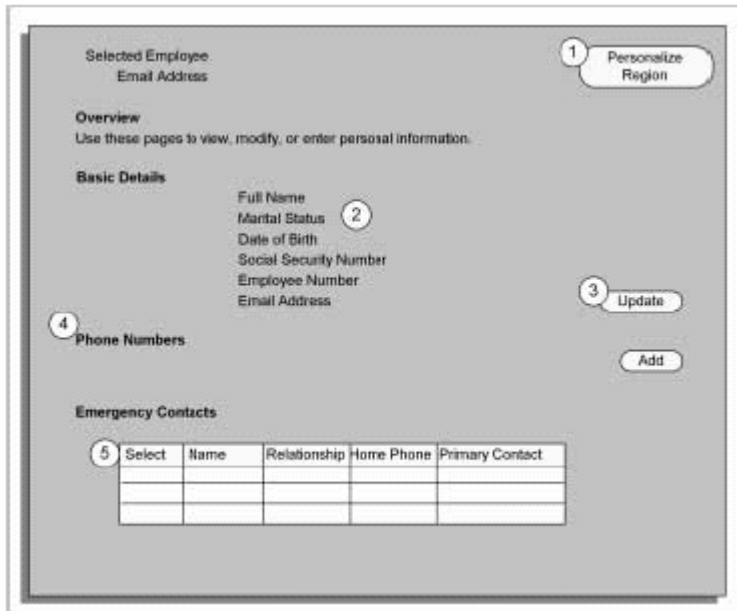 Selected Employee
Email Address
1
Personalize
Region
Overview
Use these pages to view, modify, or enter personal information.
Basic Details
Full Name
Marital Status
2
Date of Birth
Social Security Number
Employee Number
Email Address
3
Update
4
Phone Numbers
Add
Emergency Contacts
5
Select Name Relationship Home Phone Primary Contact